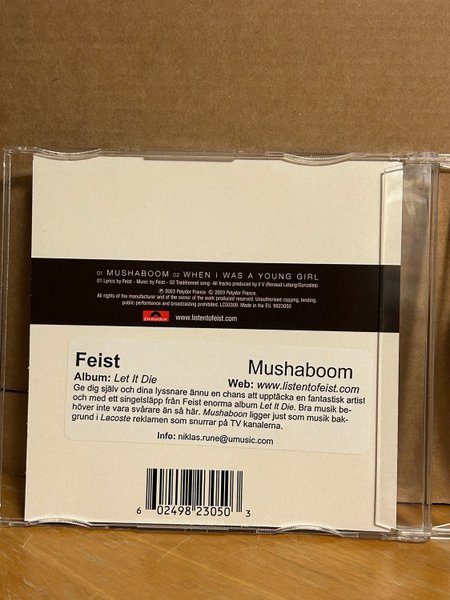 01 MUSHABOOM 02 WHEN I WAS A YOUNG GIRL
01 Lyrics by Feist - Music by Feist - 02 Traditionnel song- All tracks produced by V V (Renaud Letang/Gonzales)
℗ 2003 Polydor France. © 2003 Polydor France.
All rights of the manufacturer and of the owner of the work produced reserved. Unauthorised copying, lending,
public performance and broadcasting prohibited. LC00309. Made in the EU. 9823050
polydor www.listentofeist.com
Feist Mushaboom
Album: Let It Die Web: www.listentofeist.com
Ge dig själv och dina lyssnare ännu en chans att upptäcka en fantastisk artist
och med ett singelsläpp från Feist enorma album Let It Die. Bra musik be-
höver inte vara svårare än så här. Mushaboon ligger just som musik bak-
grund i Lacoste reklamen som snurrar på TV kanalerna.
Info: niklas.rune@umusic.com
6 02498 23050 3